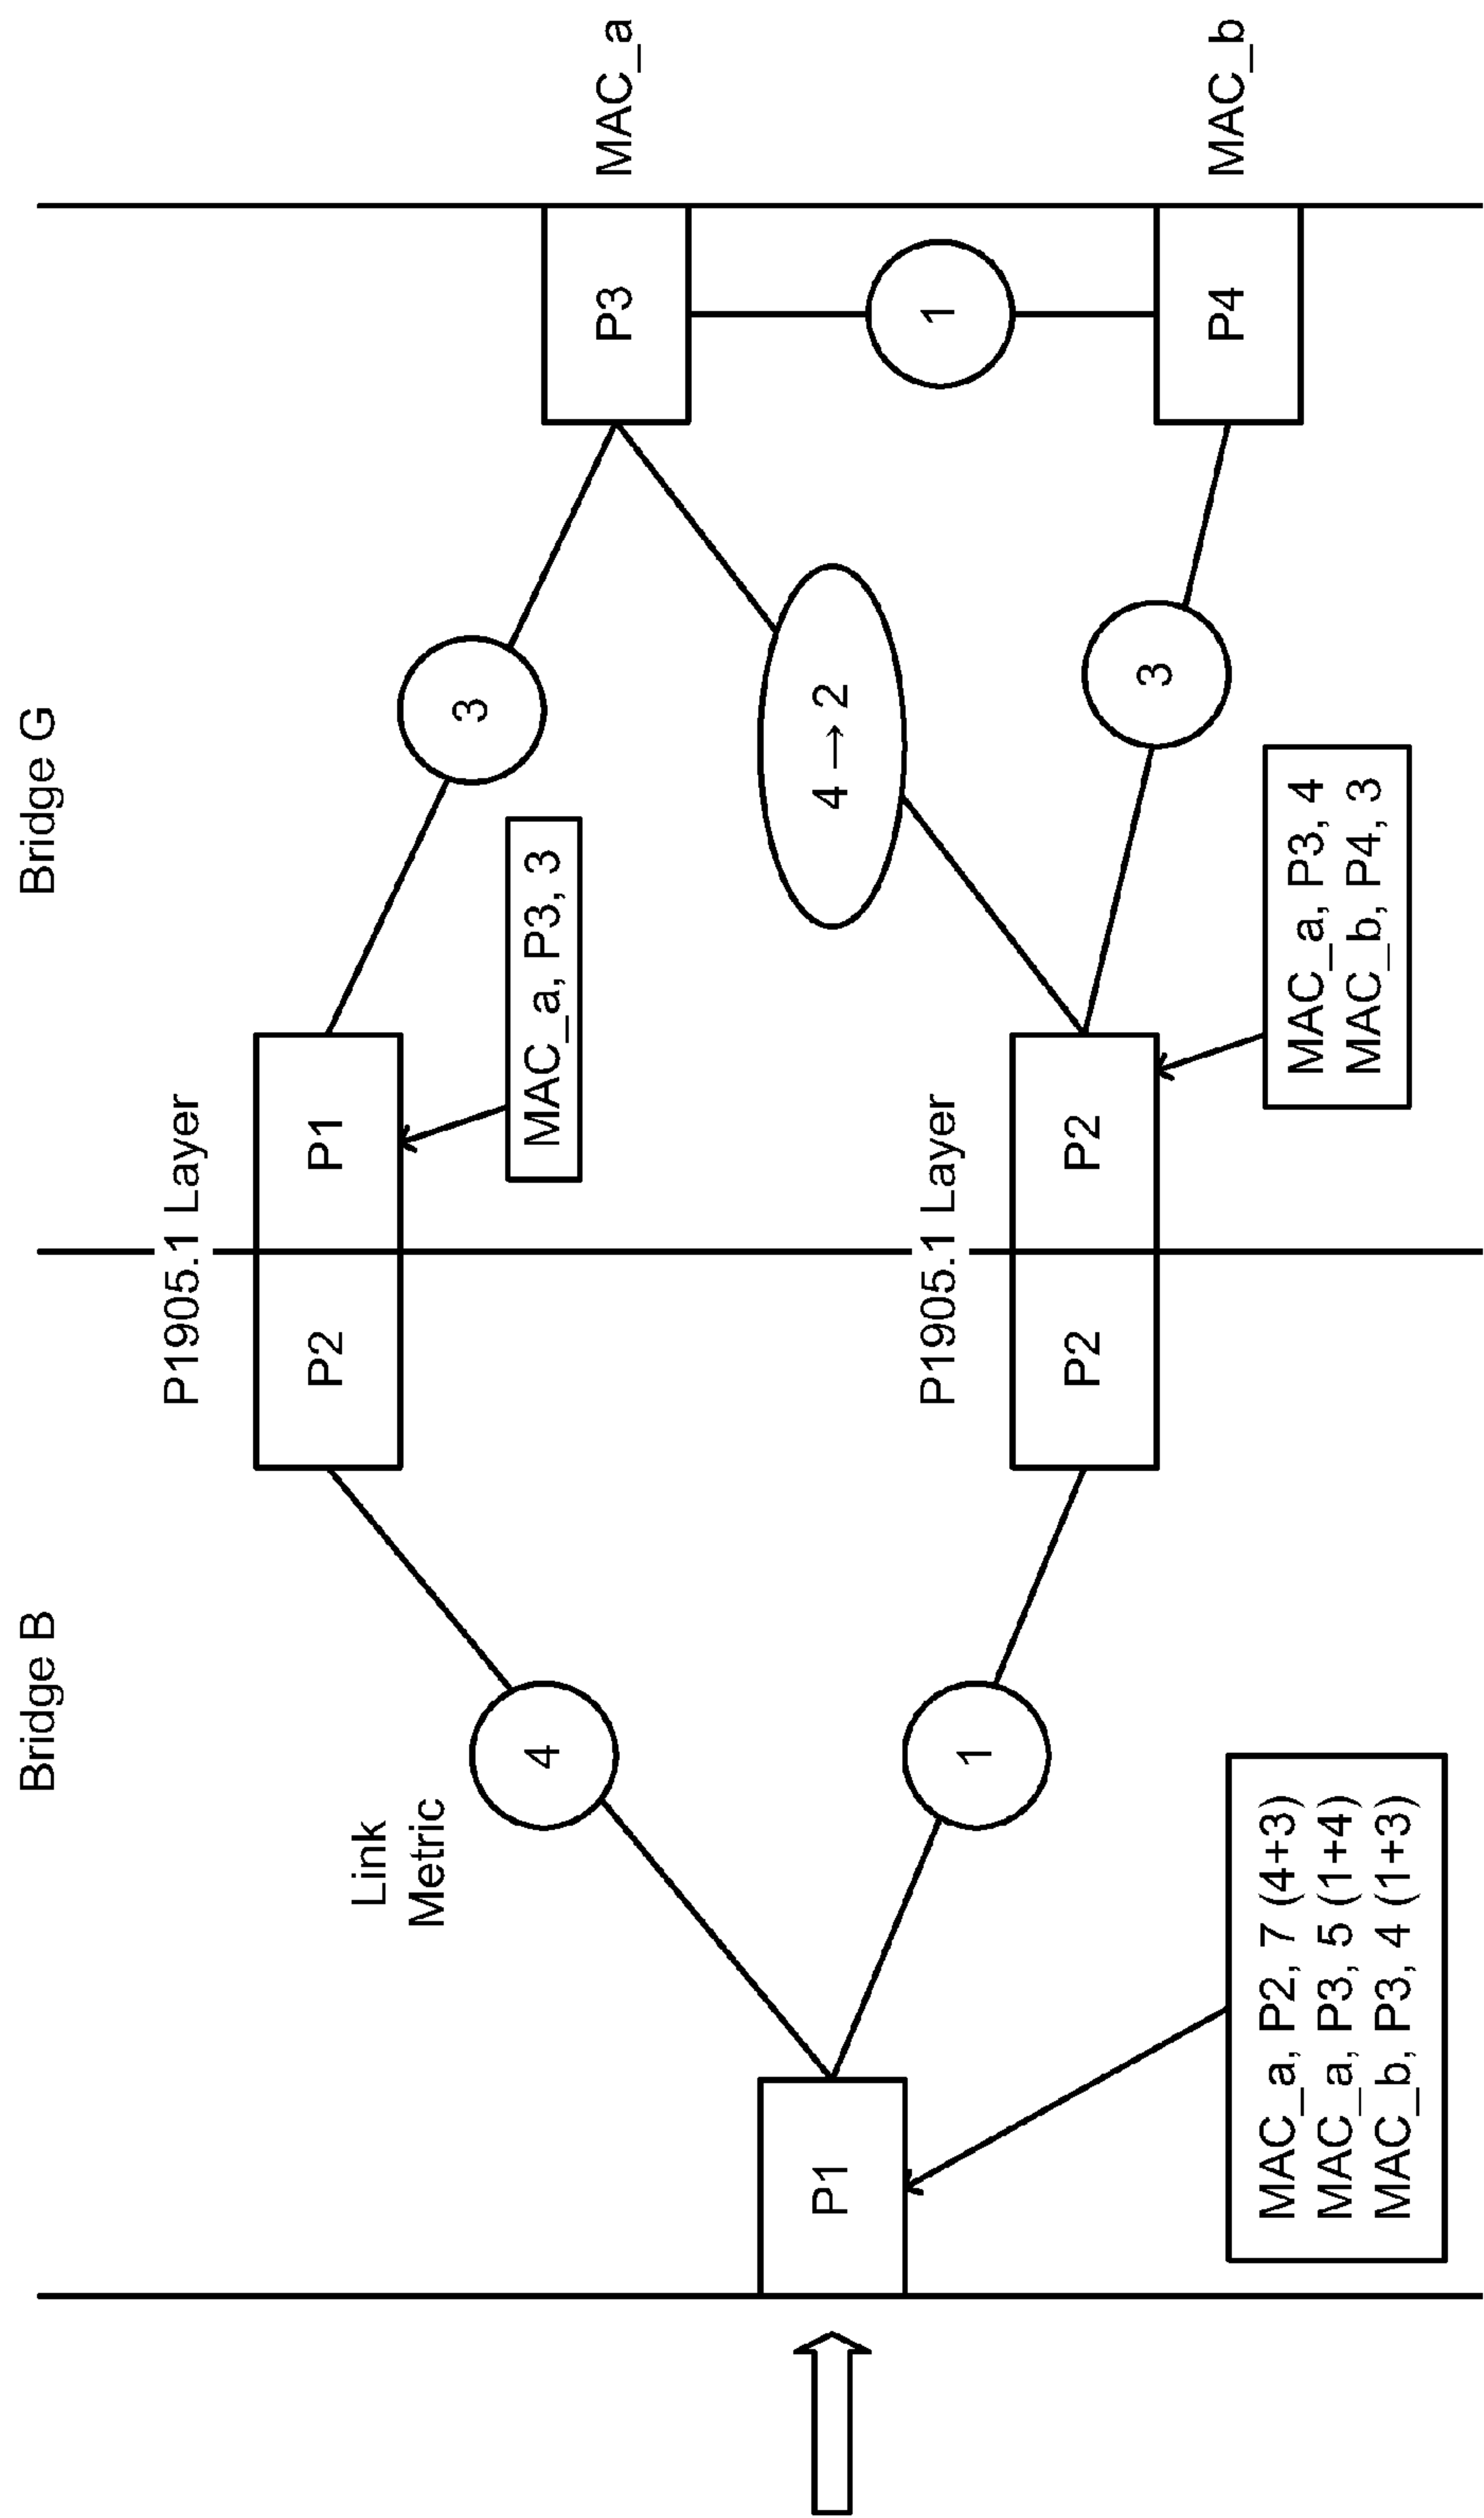 Bridge B
Bridge G
P1905.1 Layer
P2
P1
Link
Metric
4
3
MAC_a, P3, 3
P3
MAC_a
P1
4 → 2
1
P1905.1 Layer
P2
P2
1
3
P4
MAC_b
MAC_a, P2, 7 (4+3)
MAC_a, P3, 5 (1+4)
MAC_b, P3, 4 (1+3)
MAC_a, P3, 4
MAC_b, P4, 3